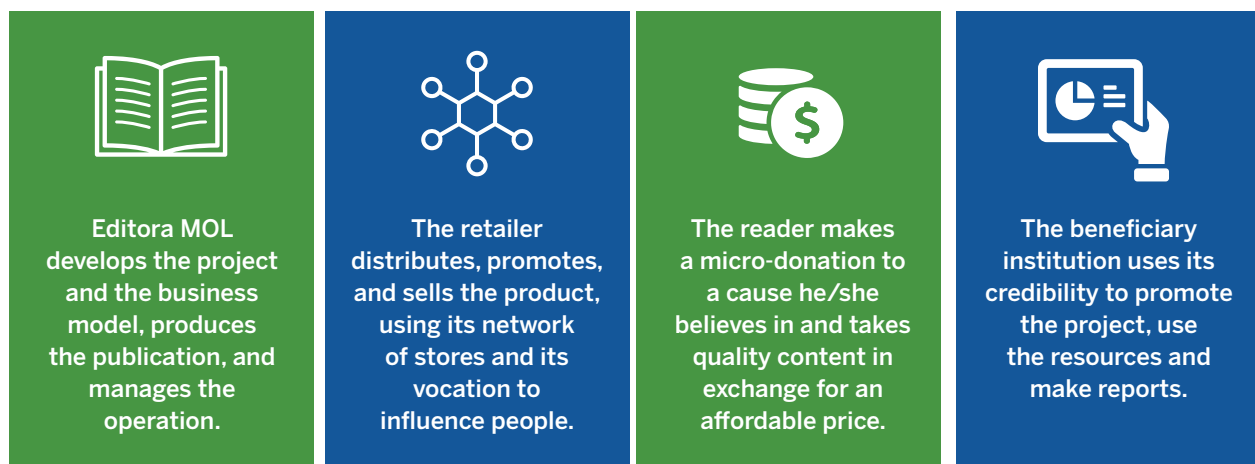 Editora MOL
develops the project
and the business
model, produces
the publication, and
manages the
operation.
The retailer
distributes, promotes,
and sells the product,
using its network
of stores and its
vocation to
influence people.
$
The reader makes
a micro-donation to
a cause he/she
believes in and takes
quality content in
exchange for an
affordable price.
The beneficiary
institution uses its
credibility to promote
the project, use
the resources and
make reports.